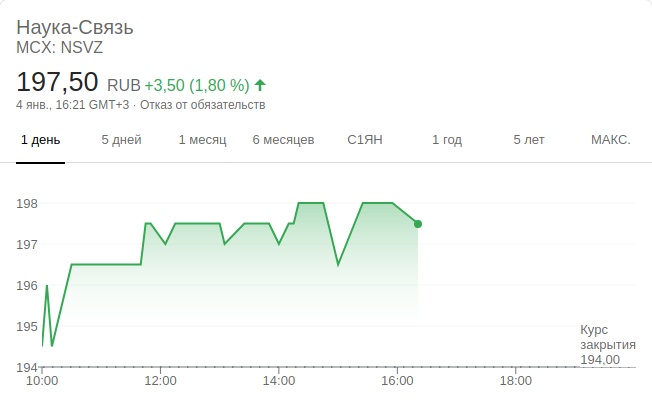 Наука-Связь
MCX: NSVZ
197,50 RUB +3,50 (1,80 %)
4 янв., 16:21 GMT+3 · Отказ от обязательств
1 день 5 дней 1 месяц 6 месяцев С1ЯН 1 год 5 лет МАКС.
198
197
196
195
Курс
закрытия
194,00
194
10:00 12:00 14:00 16:00 18:00